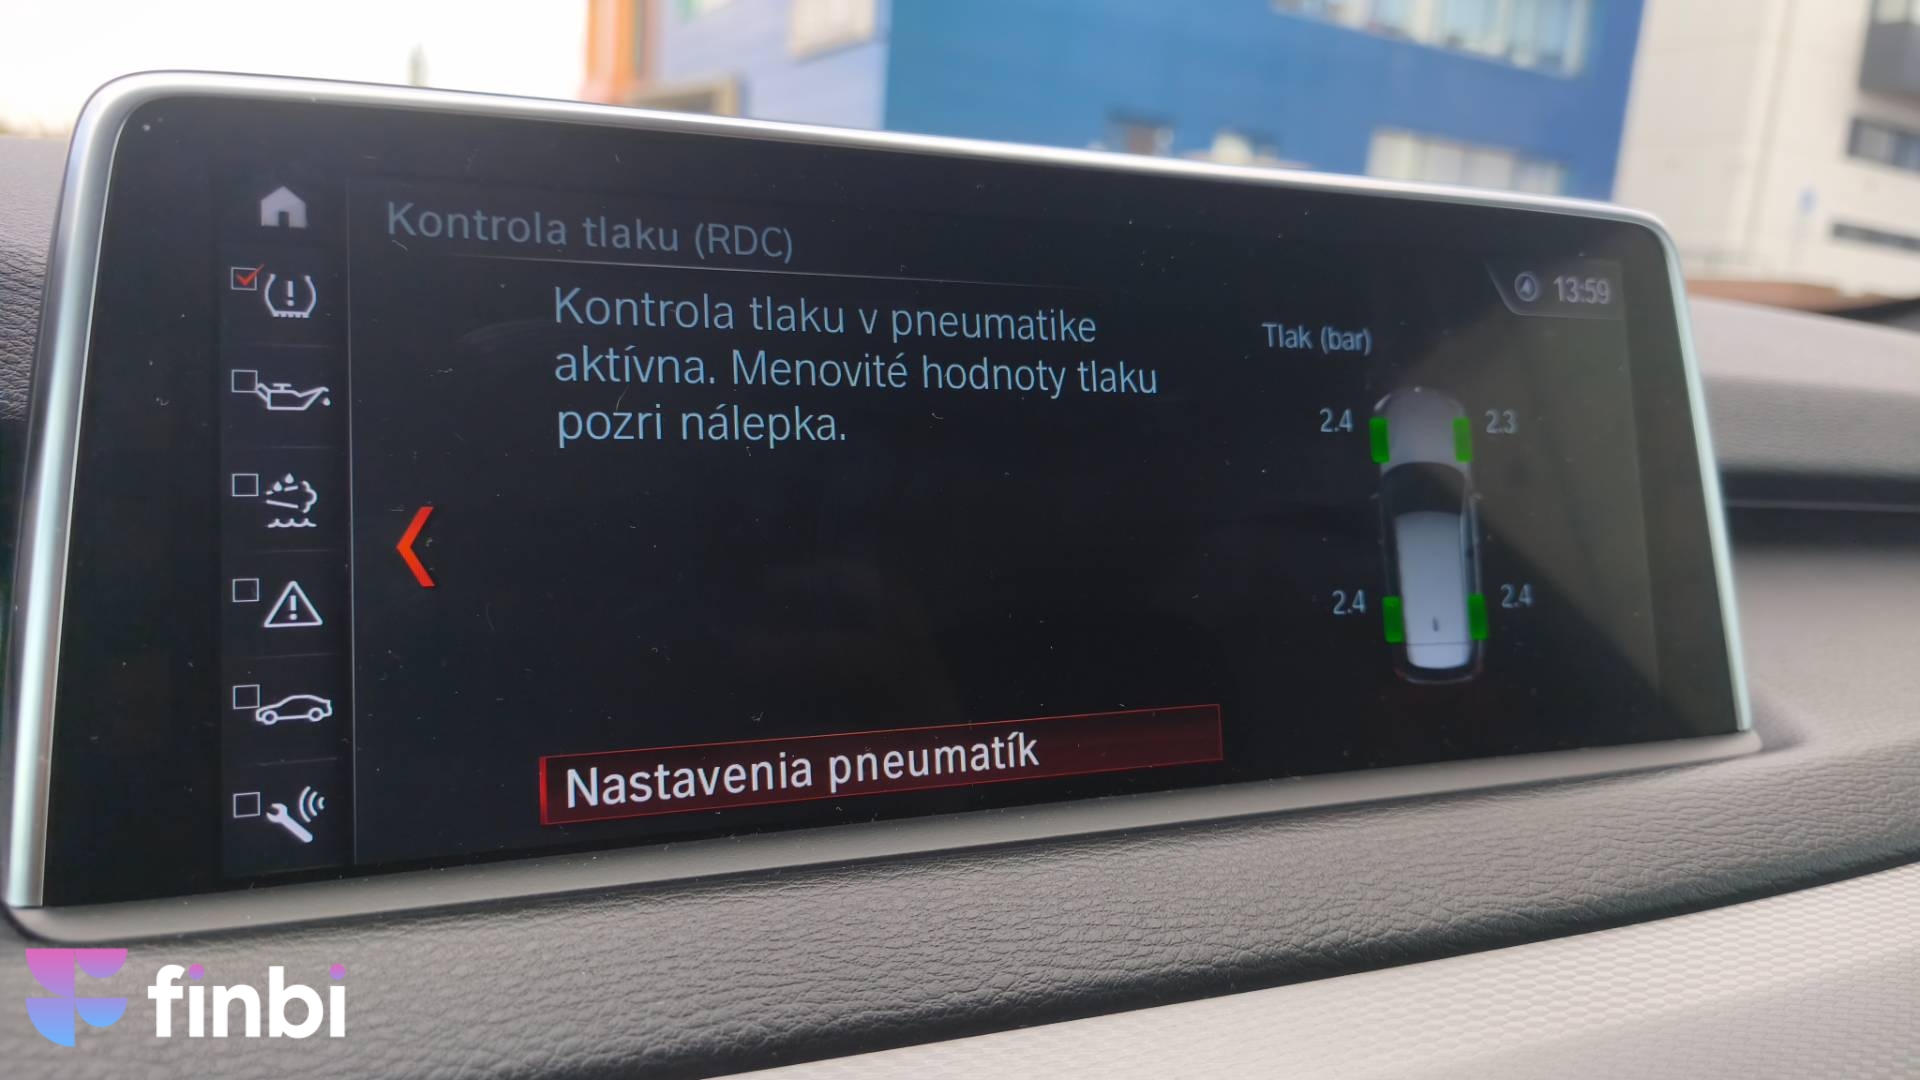 Kontrola tlaku (RDC)
13:59
Kontrola tlaku v pneumatike
aktívna. Menovité hodnoty tlaku
pozri nálepka.
Tlak (bar)
2.4 2.3
2.4 2.4
Nastavenia pneumatík
finbi